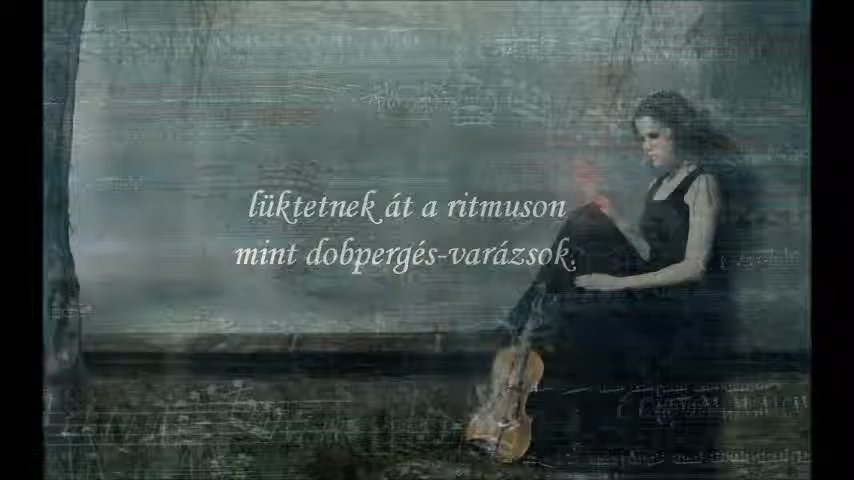 lüktetnek át a ritmuson
mint dobpergés-varázsok.